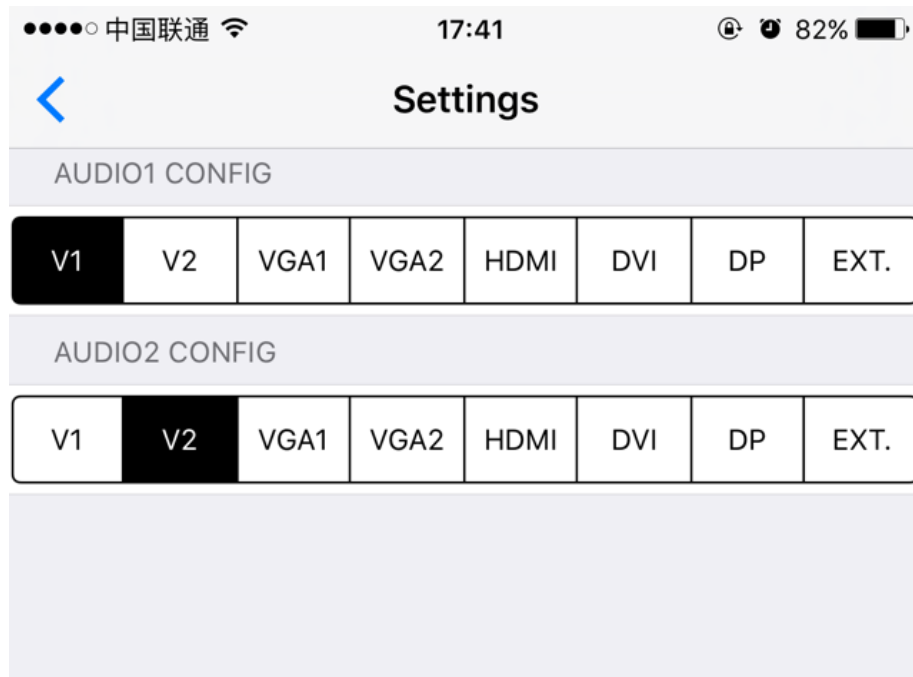 中国联通 17:41 82%
Settings
AUDIO1 CONFIG
V1 V2 VGA1 VGA2 HDMI DVI DP EXT.
AUDIO2 CONFIG
V1 V2 VGA1 VGA2 HDMI DVI DP EXT.